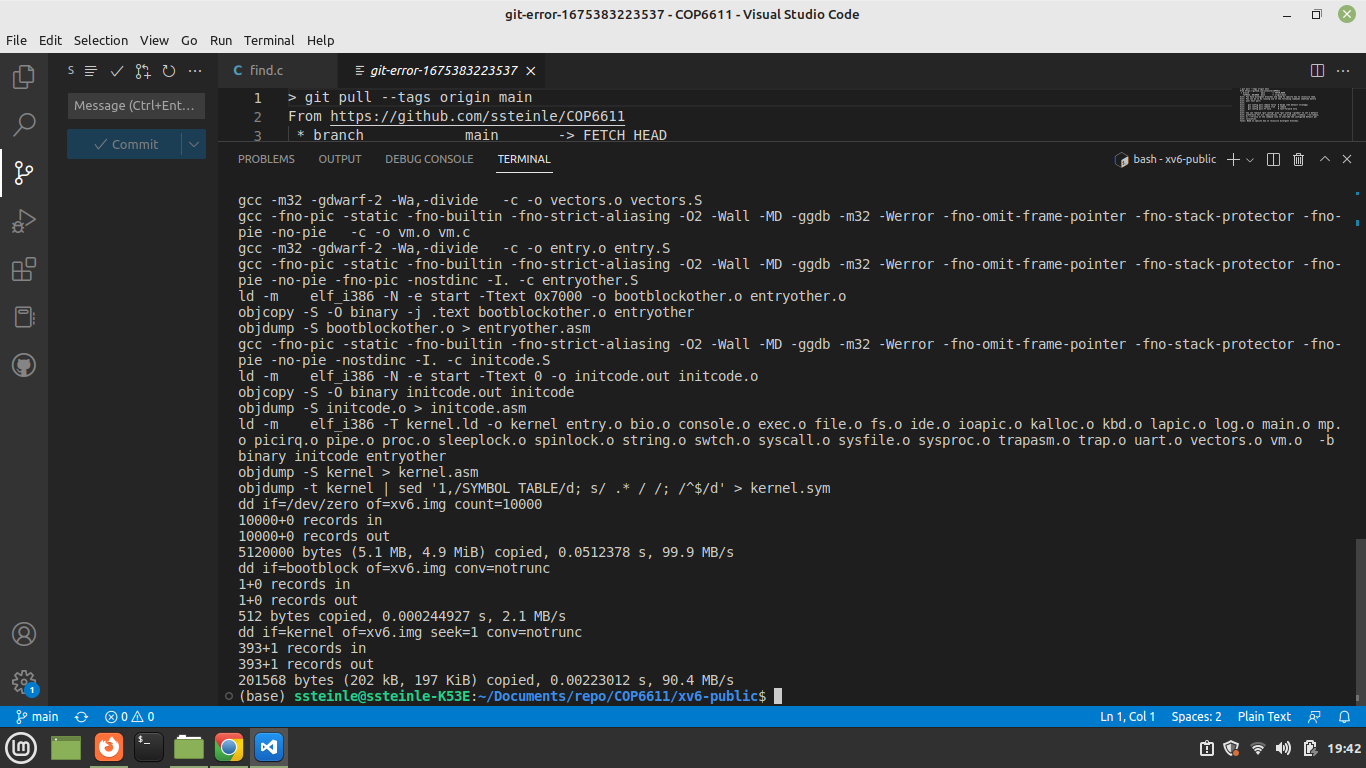 git-error-1675383223537 - COP6611 - Visual Studio Code
File Edit Selection View Go Run Terminal Help
S
find.c
git-error-1675383223537
Message (Ctrl+Ent...
Commit
1 > git pull --tags origin main
2 From https://github.com/ssteinle/COP6611
3 * branch main -> FETCH_HEAD
PROBLEMS OUTPUT DEBUG CONSOLE TERMINAL
bash - xv6-public
gcc -m32 -gdwarf-2 -Wa,-divide -c -o vectors.o vectors.S
gcc -fno-pic -static -fno-builtin -fno-strict-aliasing -O2 -Wall -MD -ggdb -m32 -Werror -fno-omit-frame-pointer -fno-stack-protector -fno-
pie -no-pie -c -o vm.o vm.c
gcc -m32 -gdwarf-2 -Wa,-divide -c -o entry.o entry.S
gcc -fno-pic -static -fno-builtin -fno-strict-aliasing -O2 -Wall -MD -ggdb -m32 -Werror -fno-omit-frame-pointer -fno-stack-protector -fno-
pie -no-pie -fno-pic -nostdinc -I. -c entryother.S
ld -m elf_i386 -N -e start -Ttext 0x7000 -o bootblockother.o entryother.o
objcopy -S -O binary -j .text bootblockother.o entryother
objdump -S bootblockother.o > entryother.asm
gcc -fno-pic -static -fno-builtin -fno-strict-aliasing -O2 -Wall -MD -ggdb -m32 -Werror -fno-omit-frame-pointer -fno-stack-protector -fno-
pie -no-pie -nostdinc -I. -c initcode.S
ld -m elf_i386 -N -e start -Ttext 0 -o initcode.out initcode.o
objcopy -S -O binary initcode.out initcode
objdump -S initcode.o > initcode.asm
ld -m elf_i386 -T kernel.ld -o kernel entry.o bio.o console.o exec.o file.o fs.o ide.o ioapic.o kalloc.o kbd.o lapic.o log.o main.o mp.
o picirq.o pipe.o proc.o sleeplock.o spinlock.o string.o swtch.o syscall.o sysfile.o sysproc.o trapasm.o trap.o uart.o vectors.o vm.o -b
binary initcode entryother
objdump -S kernel > kernel.asm
objdump -t kernel | sed '1,/SYMBOL TABLE/d; s/ .* / /; /^$/d' > kernel.sym
dd if=/dev/zero of=xv6.img count=10000
10000+0 records in
10000+0 records out
5120000 bytes (5.1 MB, 4.9 MiB) copied, 0.0512378 s, 99.9 MB/s
dd if=bootblock of=xv6.img conv=notrunc
1+0 records in
1+0 records out
512 bytes copied, 0.000244927 s, 2.1 MB/s
dd if=kernel of=xv6.img seek=1 conv=notrunc
393+1 records in
393+1 records out
201568 bytes (202 kB, 197 KiB) copied, 0.00223012 s, 90.4 MB/s
(base) ssteinle@ssteinle-K53E:~/Documents/repo/COP6611/xv6-public$
1
main 0 0 Ln 1, Col 1 Spaces: 2 Plain Text
19:42